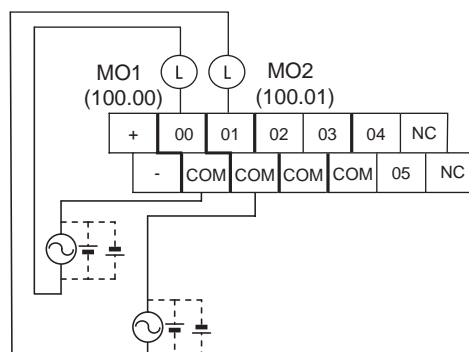 MO1
(100.00)
L
L
MO2
(100.01)
+ 00 01 02 03 04 NC
- COM COM COM COM 05 NC